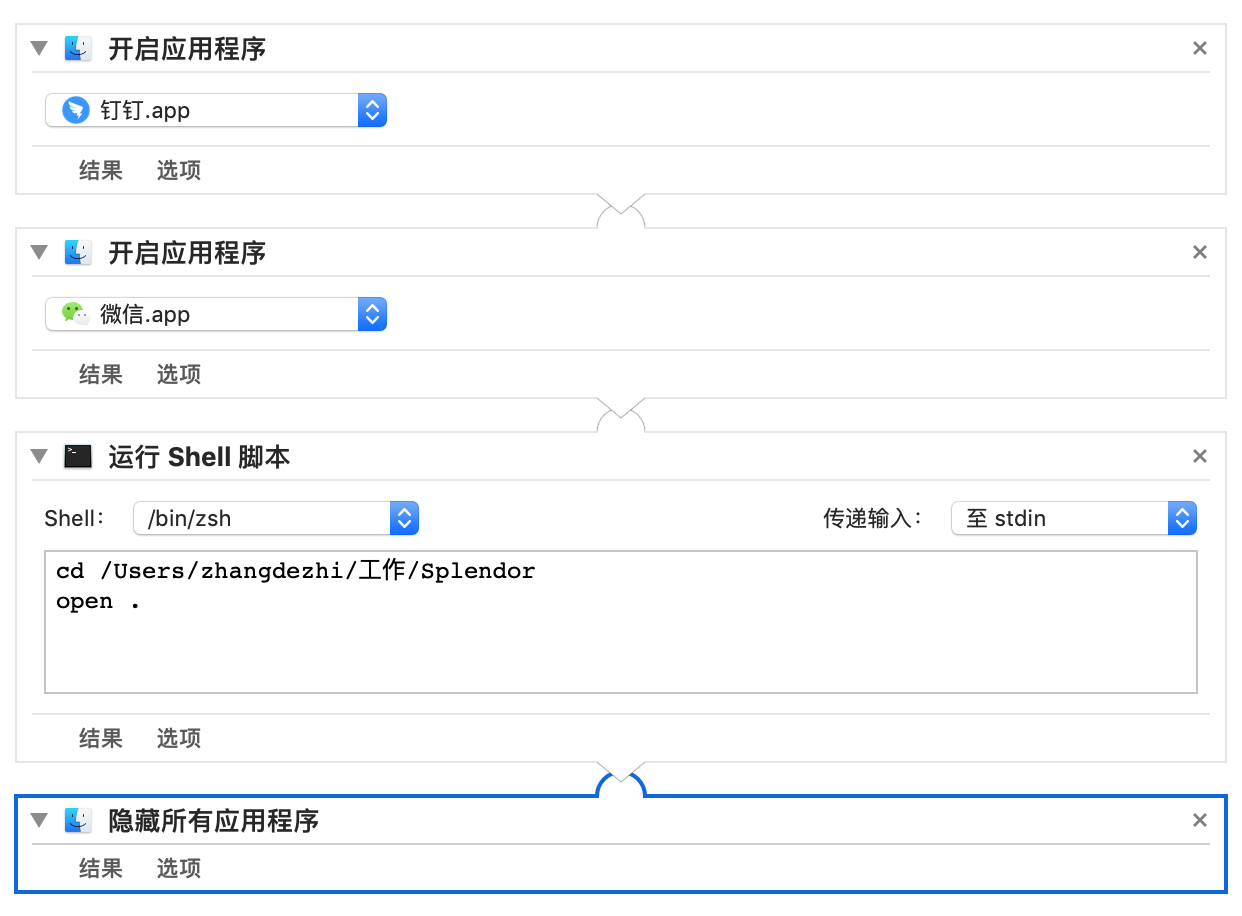 开启应用程序
钉钉.app
结果 选项
开启应用程序
微信.app
结果 选项
运行 Shell 脚本
Shell： /bin/zsh 传递输入： 至 stdin
cd /Users/zhangdezhi/工作/Splendor
open .
结果 选项
隐藏所有应用程序
结果 选项